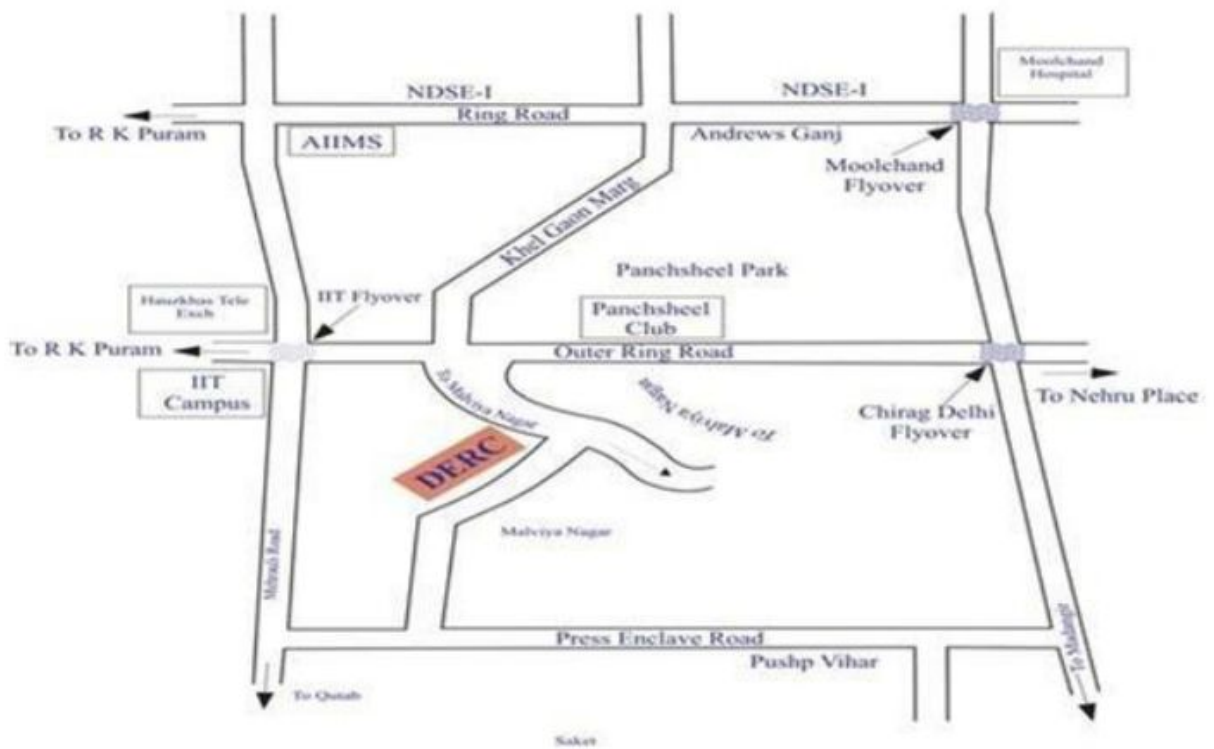 Moolchand
Hospital
NDSE-I
NDSE-I
Ring Road
To R K Puram
AIIMS
Andrews Ganj
Moolchand
Flyover
Khel Gaon Marg
Panchsheel Park
Hauzkhas Tele
Exch
IIT Flyover
Panchsheel
Club
To R K Puram
Outer Ring Road
IIT
Campus
To Malviya Nagar
To Malviya Nagar
To Nehru Place
Chirag Delhi
Flyover
DERC
Malviya Nagar
Mehrauli Road
Press Enclave Road
Pushp Vihar
To Madangir
To Qutab
Saket